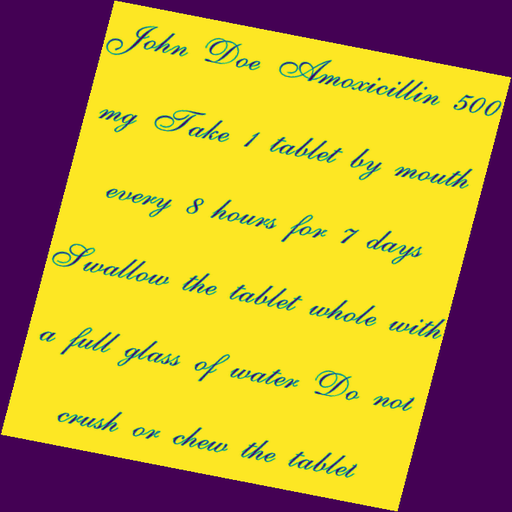 John Doe Amoxicillin 500
mg Take 1 tablet by mouth
every 8 hours for 7 days
Swallow the tablet whole with
a full glass of water Do not
crush or chew the tablet